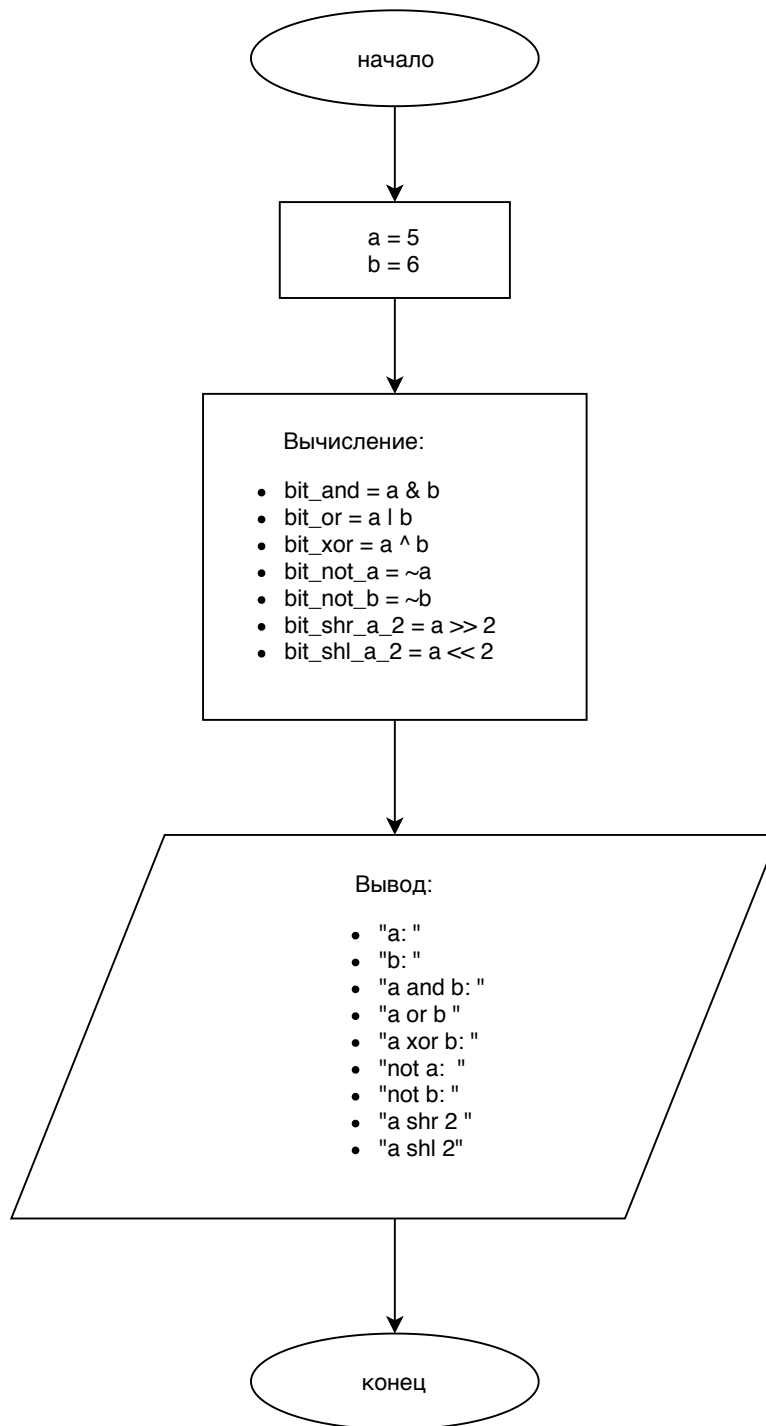 начало
a = 5
b = 6
Вычисление:
• bit_and = a & b
• bit_or = a | b
• bit_xor = a ^ b
• bit_not_a = ~a
• bit_not_b = ~b
• bit_shr_a_2 = a >> 2
• bit_shl_a_2 = a << 2
Вывод:
• "a: "
• "b: "
• "a and b: "
• "a or b "
• "a xor b: "
• "not a:  "
• "not b: "
• "a shr 2 "
• "a shl 2"
конец